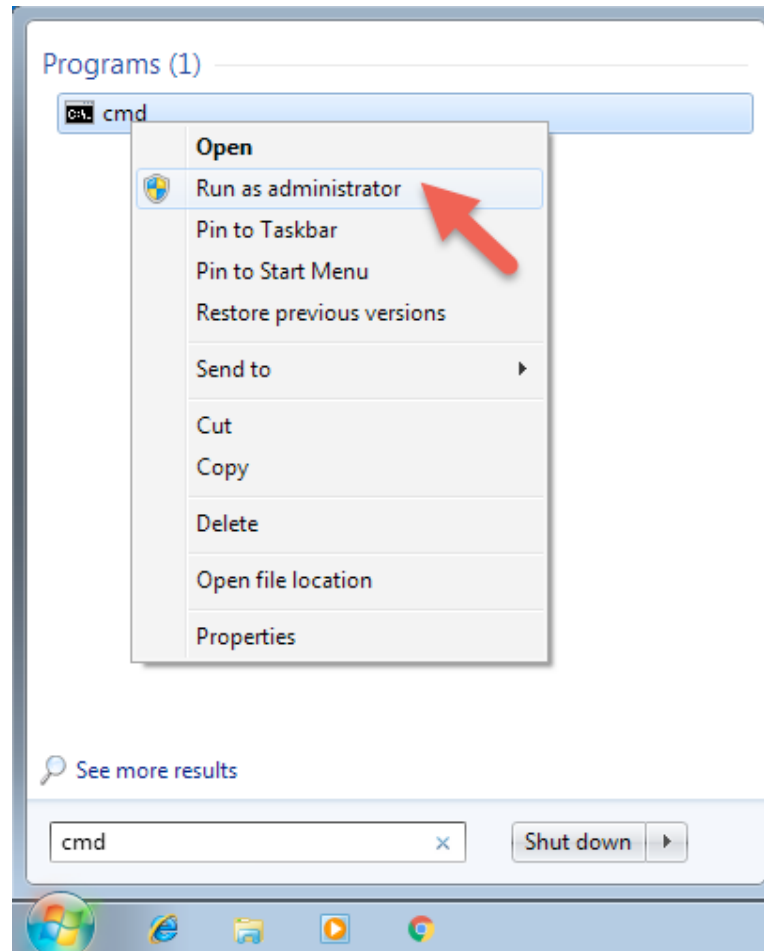 Programs (1)
cmd
Open
Run as administrator
Pin to Taskbar
Pin to Start Menu
Restore previous versions
Send to
Cut
Copy
Delete
Open file location
Properties
See more results
cmd
Shut down